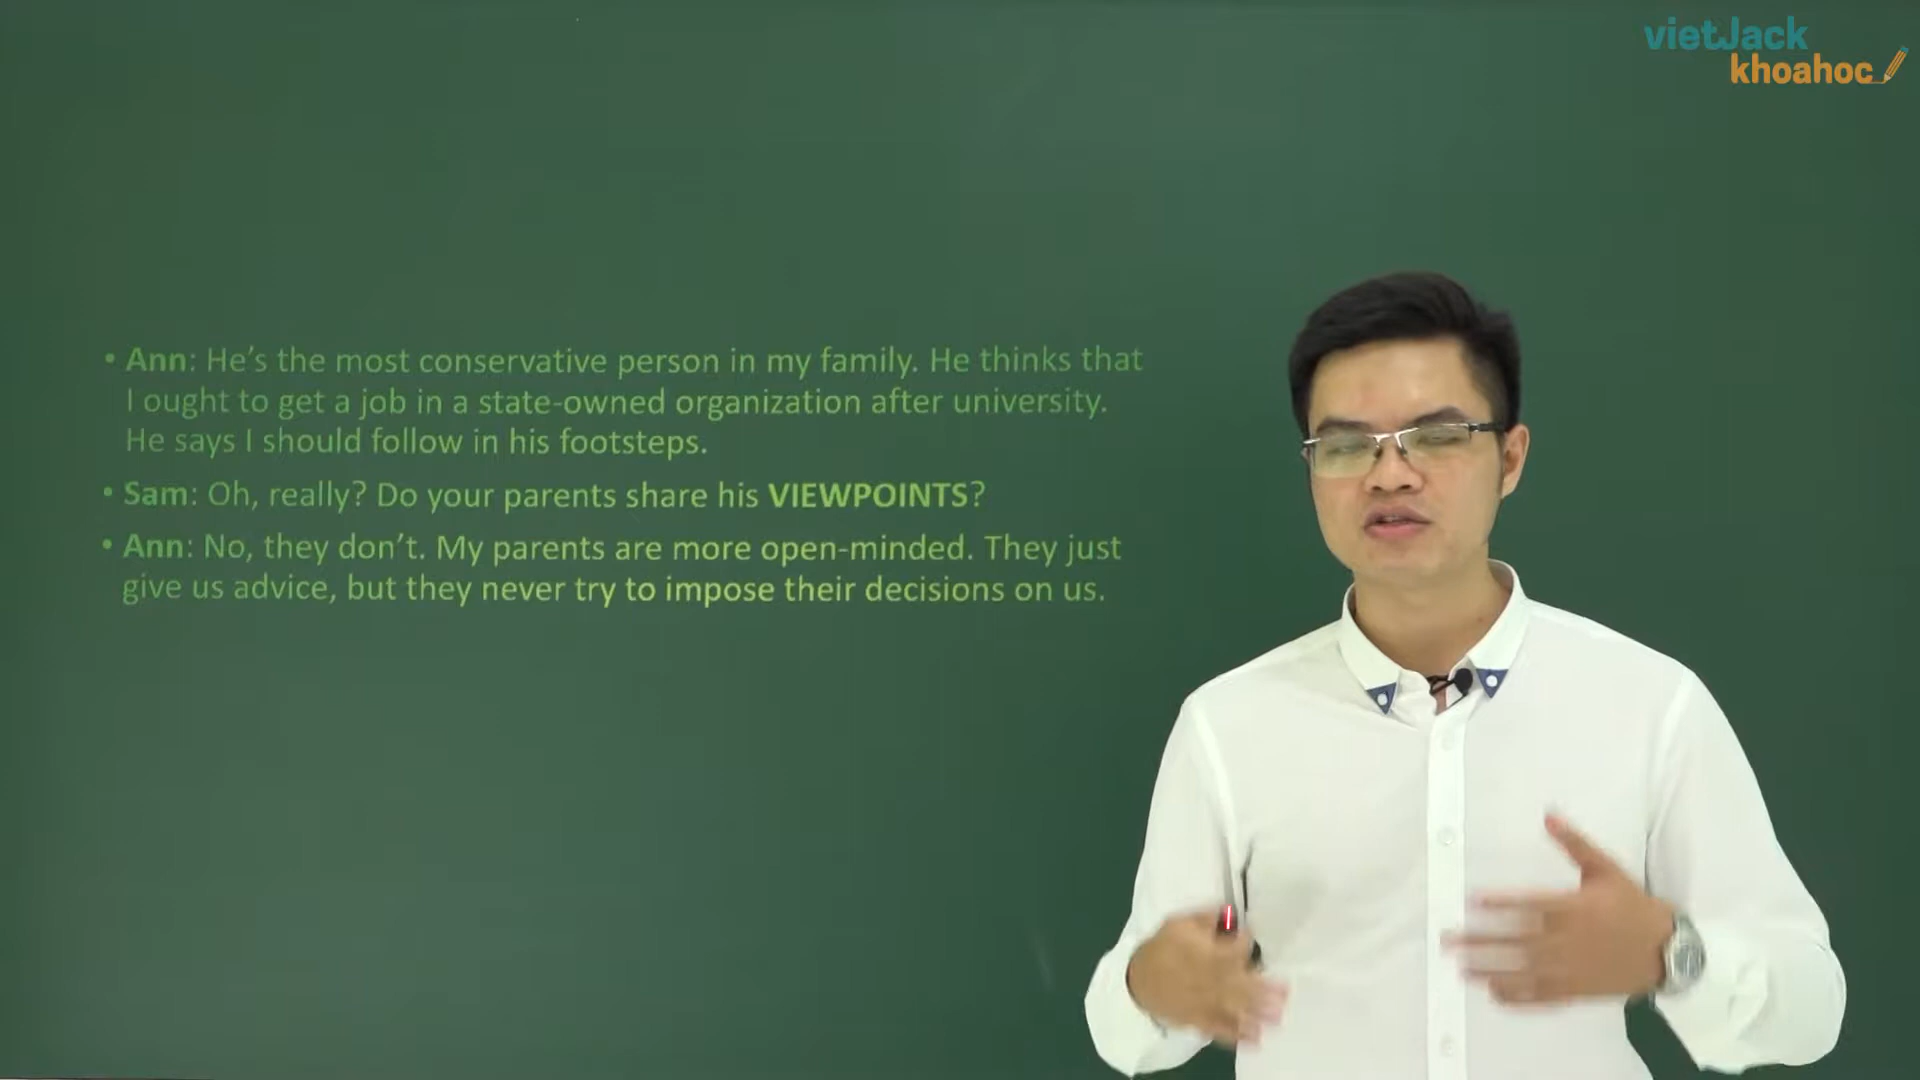 vietJack
khoahoc
• Ann: He's the most conservative person in my family. He thinks that
I ought to get a job in a state-owned organization after university.
He says I should follow in his footsteps.
• Sam: Oh, really? Do your parents share his VIEWPOINTS?
• Ann: No, they don't. My parents are more open-minded. They just
give us advice, but they never try to impose their decisions on us.